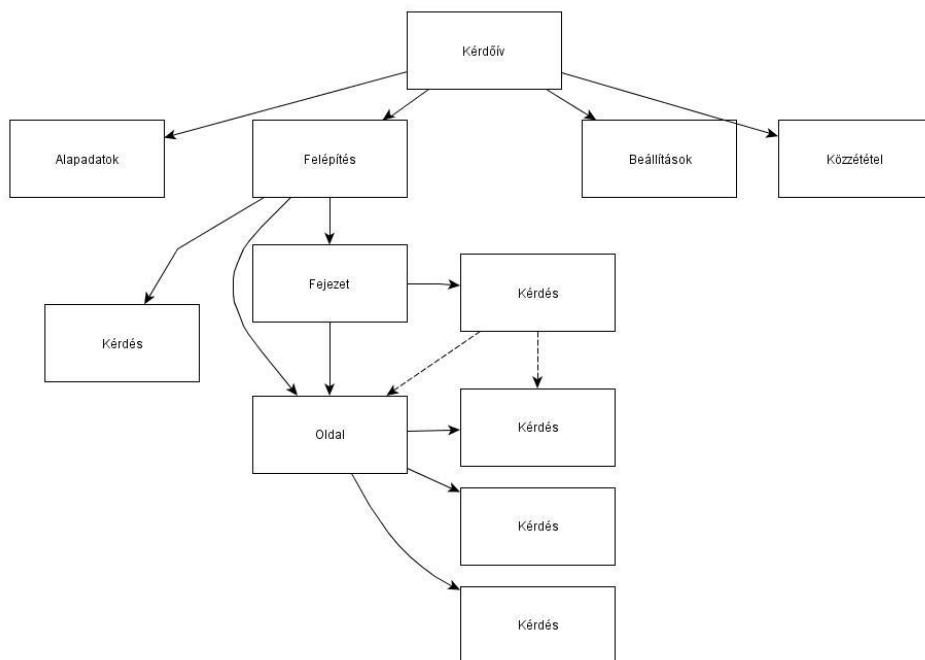 Kérdőív
Alapadatok
Felépítés
Beállítások
Közzététel
Fejezet
Kérdés
Kérdés
Oldal
Kérdés
Kérdés
Kérdés